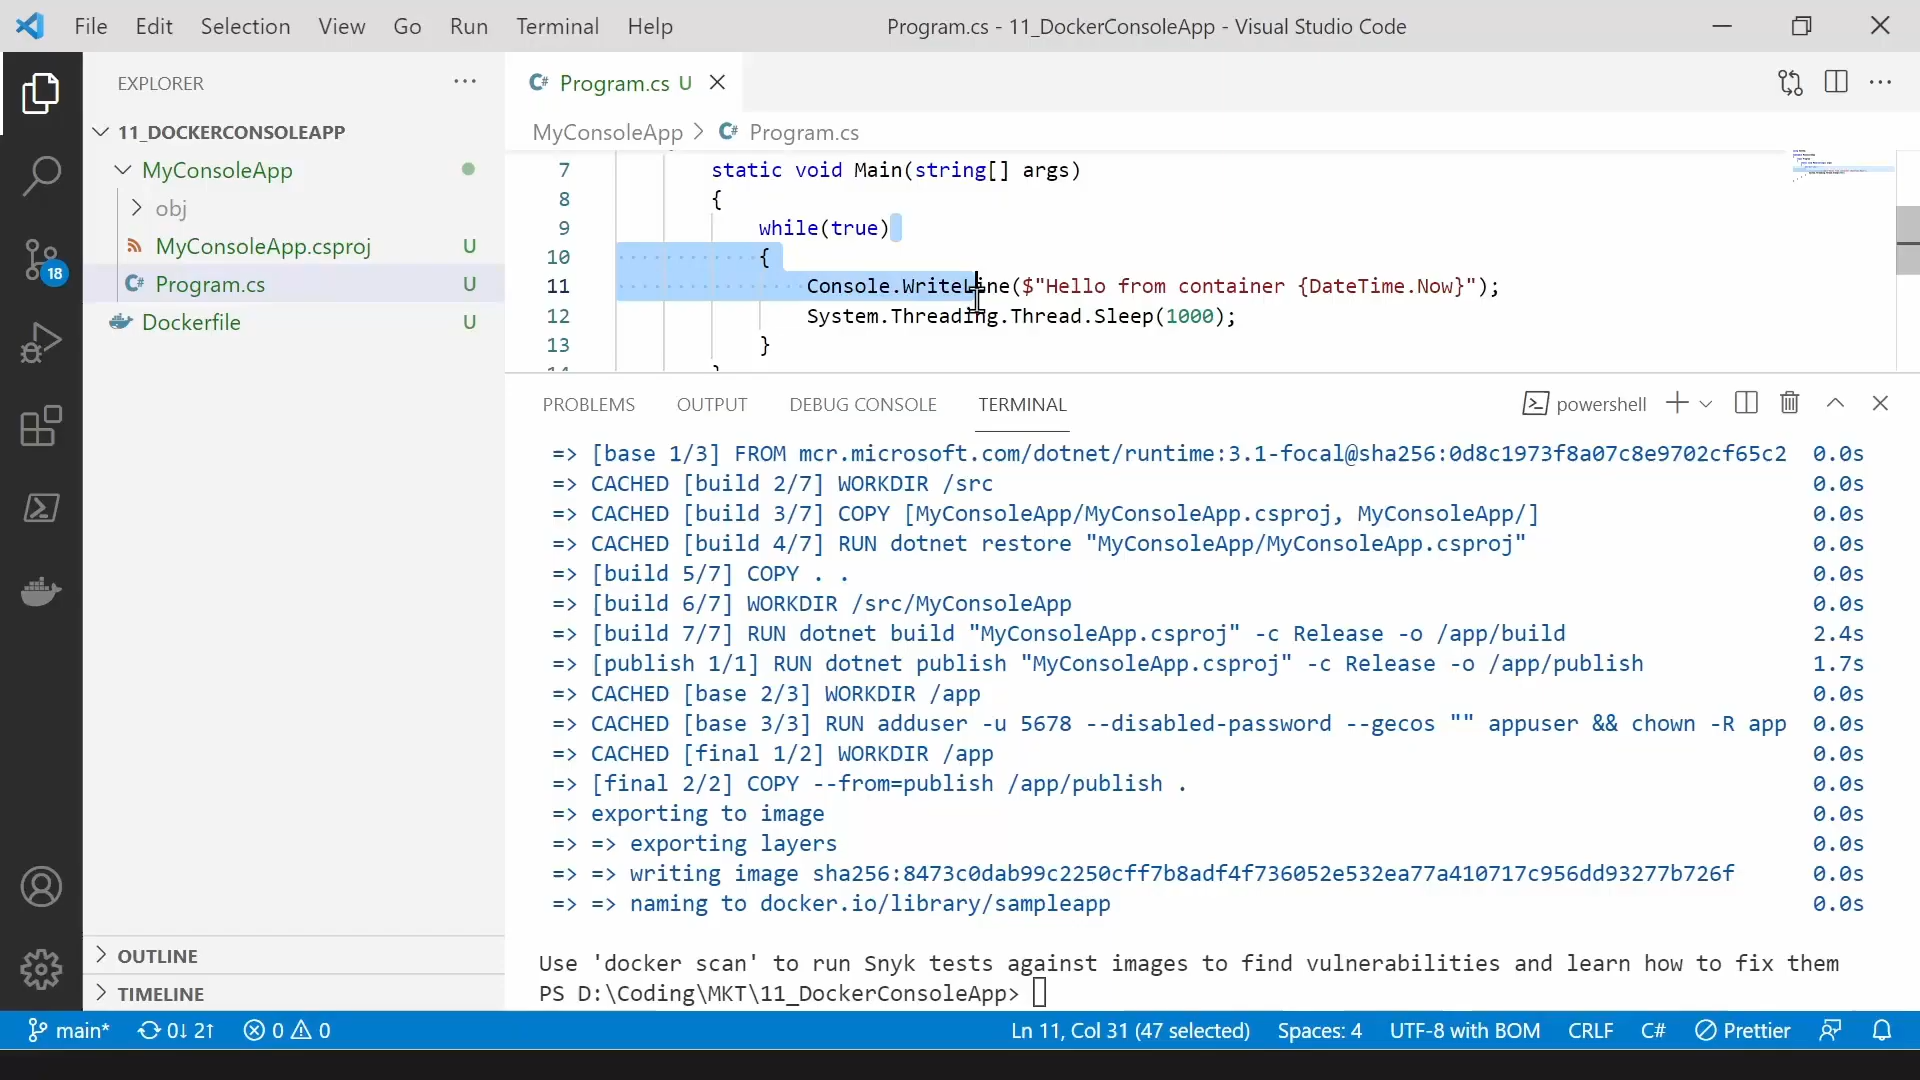 File Edit Selection View Go Run Terminal Help Program.cs - 11_DockerConsoleApp - Visual Studio Code
EXPLORER
11_DOCKERCONSOLEAPP
MyConsoleApp
obj
MyConsoleApp.csproj U
Program.cs U
Dockerfile U
18
OUTLINE
TIMELINE
C# Program.cs U
MyConsoleApp > C# Program.cs
7 static void Main(string[] args)
8 {
9 while(true)
10 {
11 Console.WriteLine($"Hello from container {DateTime.Now}");
12 System.Threading.Thread.Sleep(1000);
13 }
PROBLEMS OUTPUT DEBUG CONSOLE TERMINAL powershell
=> [base 1/3] FROM mcr.microsoft.com/dotnet/runtime:3.1-focal@sha256:0d8c1973f8a07c8e9702cf65c2 0.0s
=> CACHED [build 2/7] WORKDIR /src 0.0s
=> CACHED [build 3/7] COPY [MyConsoleApp/MyConsoleApp.csproj, MyConsoleApp/] 0.0s
=> CACHED [build 4/7] RUN dotnet restore "MyConsoleApp/MyConsoleApp.csproj" 0.0s
=> [build 5/7] COPY . . 0.0s
=> [build 6/7] WORKDIR /src/MyConsoleApp 0.0s
=> [build 7/7] RUN dotnet build "MyConsoleApp.csproj" -c Release -o /app/build 2.4s
=> [publish 1/1] RUN dotnet publish "MyConsoleApp.csproj" -c Release -o /app/publish 1.7s
=> CACHED [base 2/3] WORKDIR /app 0.0s
=> CACHED [base 3/3] RUN adduser -u 5678 --disabled-password --gecos "" appuser && chown -R app 0.0s
=> CACHED [final 1/2] WORKDIR /app 0.0s
=> [final 2/2] COPY --from=publish /app/publish . 0.0s
=> exporting to image 0.0s
=> => exporting layers 0.0s
=> => writing image sha256:8473c0dab99c2250cff7b8adf4f736052e532ea77a410717c956dd93277b726f 0.0s
=> => naming to docker.io/library/sampleapp 0.0s
Use 'docker scan' to run Snyk tests against images to find vulnerabilities and learn how to fix them
PS D:\Coding\MKT\11_DockerConsoleApp>
main* 0↓ 2↑ 0 0 Ln 11, Col 31 (47 selected) Spaces: 4 UTF-8 with BOM CRLF C# Prettier